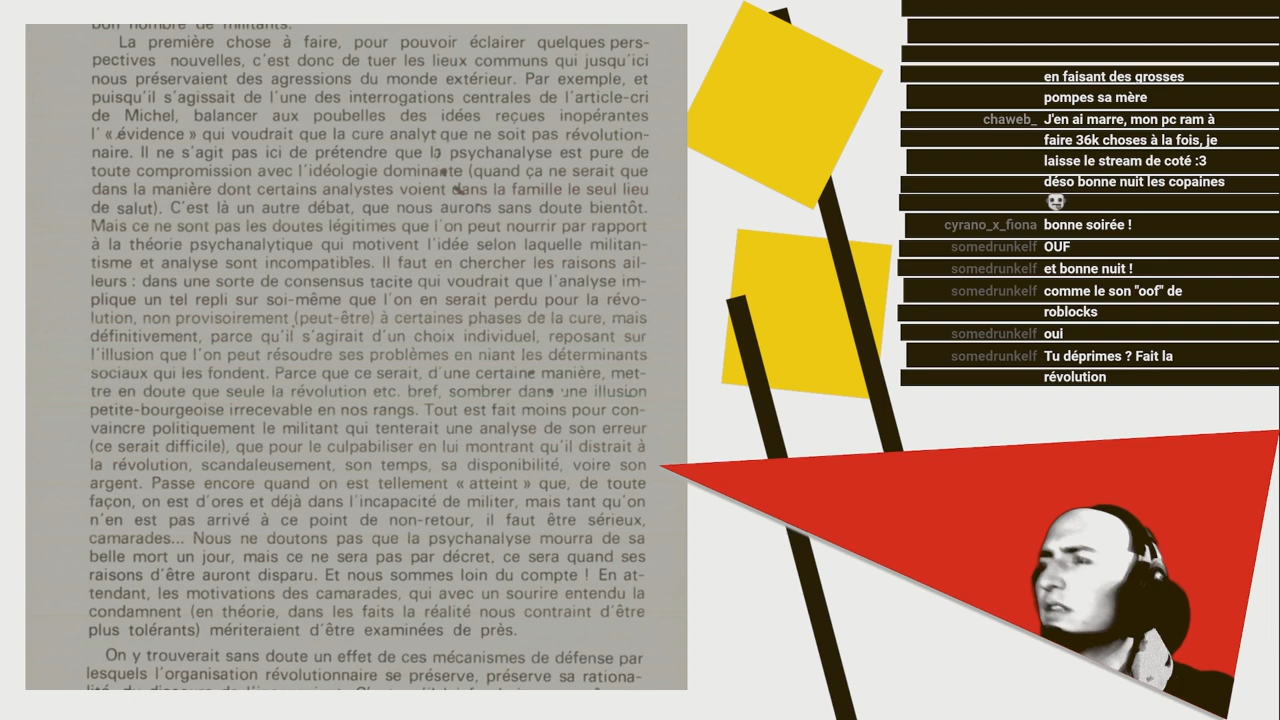 bon nombre de militants.
La première chose à faire, pour pouvoir éclairer quelques pers-
pectives nouvelles, c'est donc de tuer les lieux communs qui jusqu'ici
nous préservaient des agressions du monde extérieur. Par exemple, et
puisqu'il s'agissait de l'une des interrogations centrales de l'article-cri
de Michel, balancer aux poubelles des idées reçues inopérantes
l'« évidence » qui voudrait que la cure analytique ne soit pas révolution-
naire. Il ne s'agit pas ici de prétendre que la psychanalyse est pure de
toute compromission avec l'idéologie dominante (quand ça ne serait que
dans la manière dont certains analystes voient dans la famille le seul lieu
de salut). C'est là un autre débat, que nous aurons sans doute bientôt.
Mais ce ne sont pas les doutes légitimes que l'on peut nourrir par rapport
à la théorie psychanalytique qui motivent l'idée selon laquelle militan-
tisme et analyse sont incompatibles. Il faut en chercher les raisons ail-
leurs : dans une sorte de consensus tacite qui voudrait que l'analyse im-
plique un tel repli sur soi-même que l'on en serait perdu pour la révo-
lution, non provisoirement (peut-être) à certaines phases de la cure, mais
définitivement, parce qu'il s'agirait d'un choix individuel, reposant sur
l'illusion que l'on peut résoudre ses problèmes en niant les déterminants
sociaux qui les fondent. Parce que ce serait, d'une certaine manière, met-
tre en doute que seule la révolution etc. bref, sombrer dans une illusion
petite-bourgeoise irrecevable en nos rangs. Tout est fait moins pour con-
vaincre politiquement le militant qui tenterait une analyse de son erreur
(ce serait difficile), que pour le culpabiliser en lui montrant qu'il distrait à
la révolution, scandaleusement, son temps, sa disponibilité, voire son
argent. Passe encore quand on est tellement « atteint » que, de toute
façon, on est d'ores et déjà dans l'incapacité de militer, mais tant qu'on
n'en est pas arrivé à ce point de non-retour, il faut être sérieux,
camarades... Nous ne doutons pas que la psychanalyse mourra de sa
belle mort un jour, mais ce ne sera pas par décret, ce sera quand ses
raisons d'être auront disparu. Et nous sommes loin du compte ! En at-
tendant, les motivations des camarades, qui avec un sourire entendu la
condamnent (en théorie, dans les faits la réalité nous contraint d'être
plus tolérants) mériteraient d'être examinées de près.
On y trouverait sans doute un effet de ces mécanismes de défense par
lesquels l'organisation révolutionnaire se préserve, préserve sa rationa-
en faisant des grosses
pompes sa mère
chaweb_ J'en ai marre, mon pc ram à
faire 36k choses à la fois, je
laisse le stream de coté :3
déso bonne nuit les copaines
cyrano_x_fiona bonne soirée !
somedrunkelf OUF
somedrunkelf et bonne nuit !
somedrunkelf comme le son "oof" de
roblocks
somedrunkelf oui
somedrunkelf Tu déprimes ? Fait la
révolution